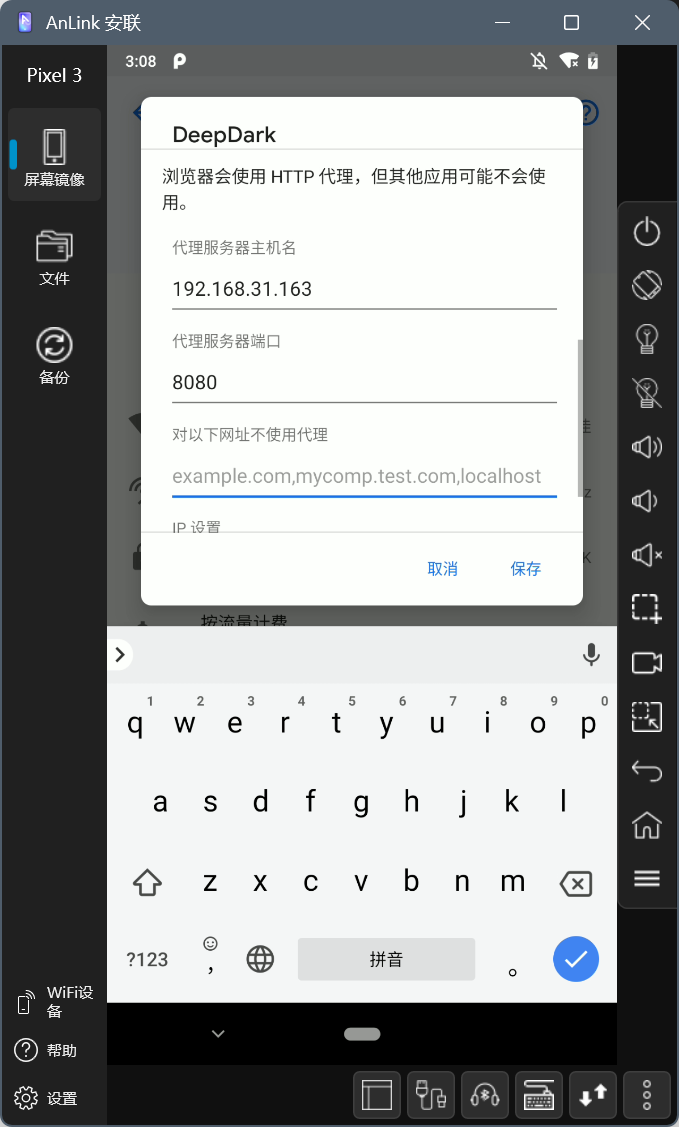 AnLink 安联
Pixel 3
屏幕镜像
文件
备份
WiFi设
备
帮助
设置
3:08
DeepDark
浏览器会使用 HTTP 代理，但其他应用可能不会使
用。
代理服务器主机名
192.168.31.163
代理服务器端口
8080
对以下网址不使用代理
example.com,mycomp.test.com,localhost
IP 设置
取消
保存
按流量计费
1 2 3 4 5 6 7 8 9 0
q w e r t y u i o p
a s d f g h j k l
z x c v b n m
?123 , 拼音 。